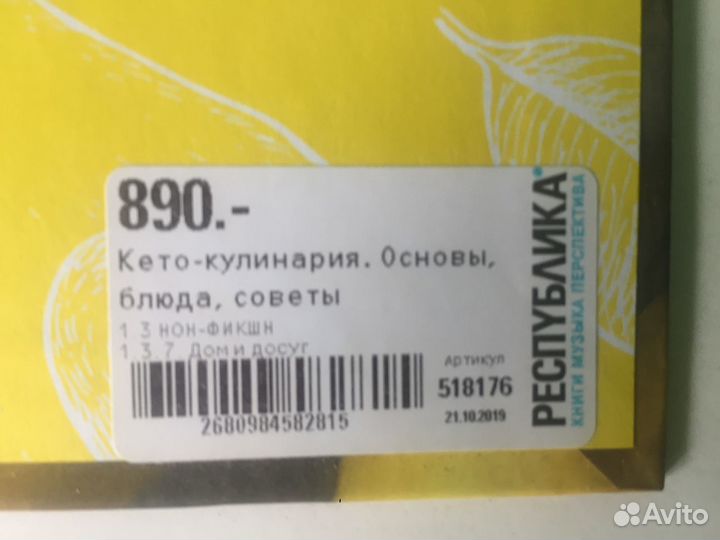 890.-
Кето-кулинария. Основы,
блюда, советы
1 3 НОН-ФИКШН
1.3.7 Дом и досуг
Артикул
518176
21.10.2019
2680984582815
РЕСПУБЛИКА®
КНИГИ МУЗЫКА ПЕРСПЕКТИВА
Avito